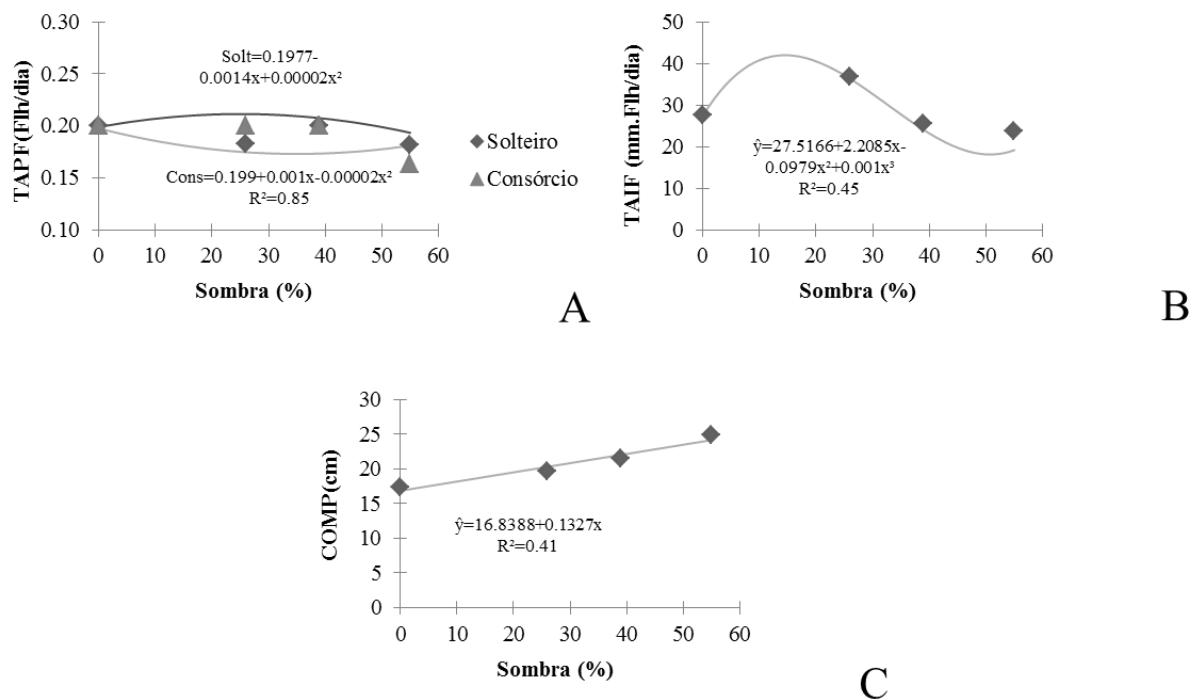 TAPF(Flh/dia)
0.30
0.25
0.20
0.15
0.10
Solt=0.1977-
0.0014x+0.00002x²
Cons=0.199+0.001x-0.00002x²
R²=0.85
0 10 20 30 40 50 60
Sombra (%)
Solteiro
Consórcio
A
TAIF (mm.Flh/dia)
50
40
30
20
10
0
ŷ=27.5166+2.2085x-
0.0979x²+0.001x³
R²=0.45
0 10 20 30 40 50 60
Sombra (%)
B
COMP(cm)
30
25
20
15
10
5
0
ŷ=16.8388+0.1327x
R²=0.41
0 10 20 30 40 50 60
Sombra (%)
C